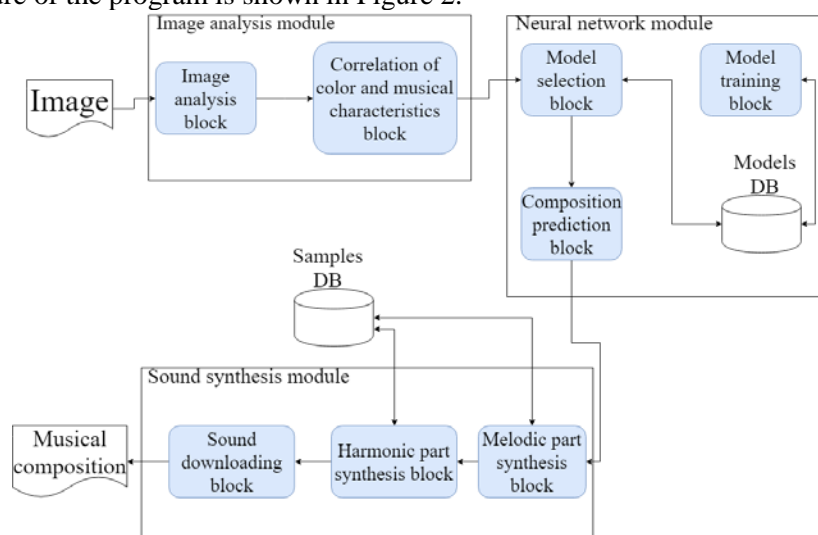 ure of the program is shown in Figure 2.
Image analysis module
Neural network module
Image
Image
analysis
block
Correlation of
color and musical
characteristics
block
Model
selection
block
Model
training
block
Models
DB
Composition
prediction
block
Samples
DB
Sound synthesis module
Musical
composition
Sound
downloading
block
Harmonic part
synthesis block
Melodic part
synthesis
block